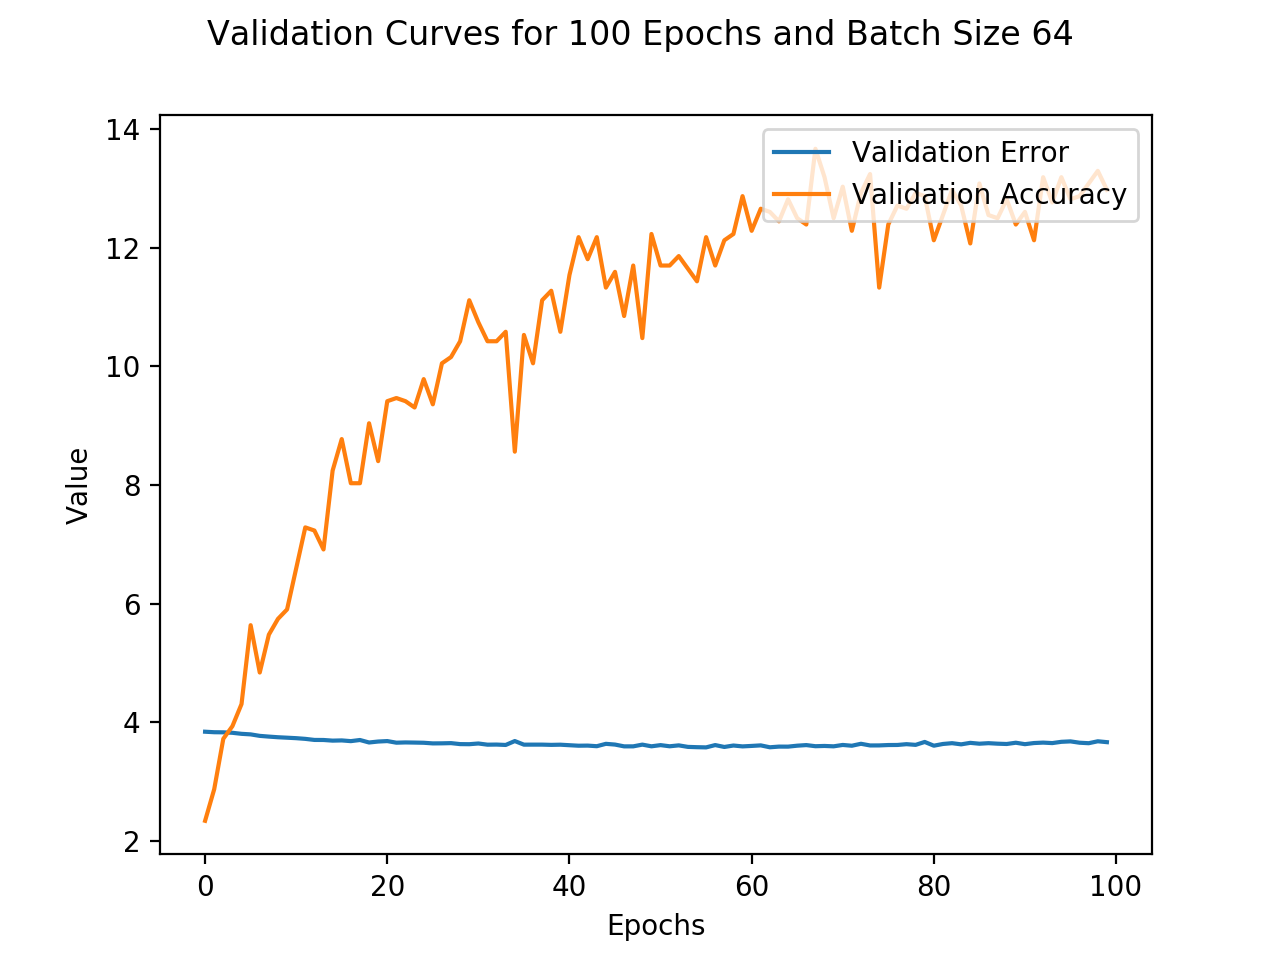 Validation Curves for 100 Epochs and Batch Size 64
14
12
10
8
6
4
2
Value
Validation Error
Validation Accuracy
0 20 40 60 80 100
Epochs